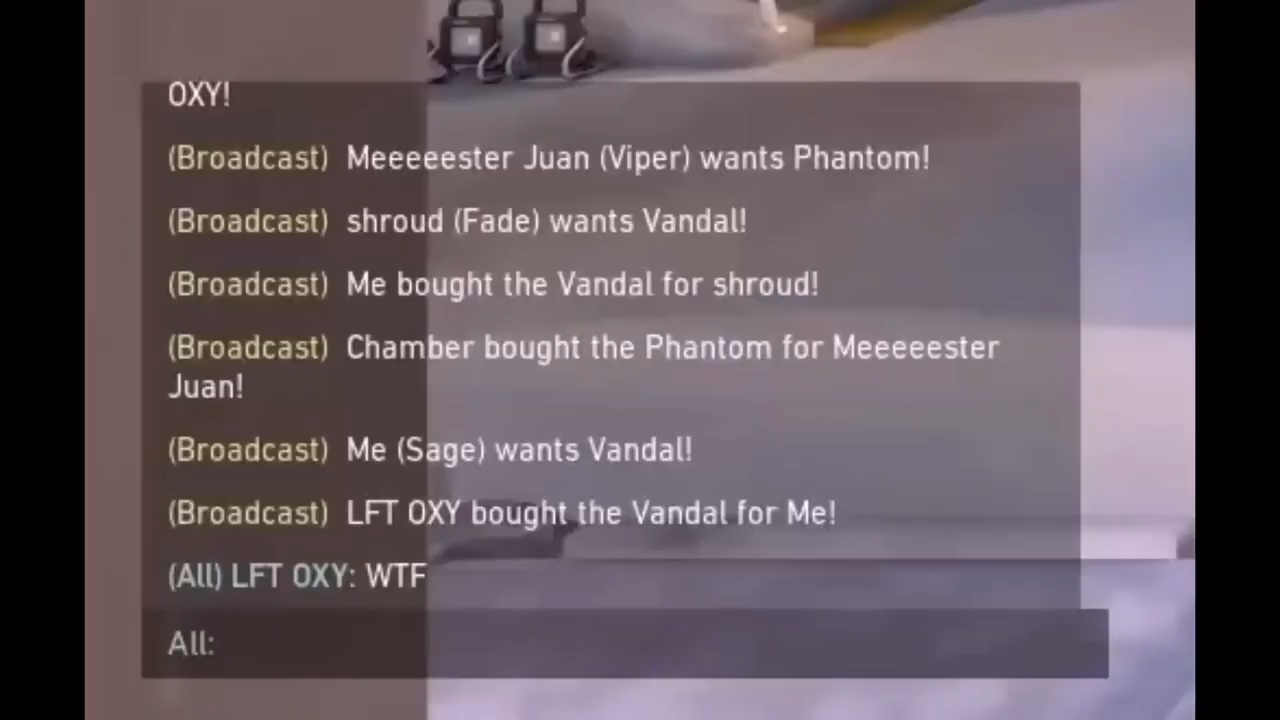 OXY!
(Broadcast) Meeeeester Juan (Viper) wants Phantom!
(Broadcast) shroud (Fade) wants Vandal!
(Broadcast) Me bought the Vandal for shroud!
(Broadcast) Chamber bought the Phantom for Meeeeester
Juan!
(Broadcast) Me (Sage) wants Vandal!
(Broadcast) LFT OXY bought the Vandal for Me!
(All) LFT OXY: WTF
All: